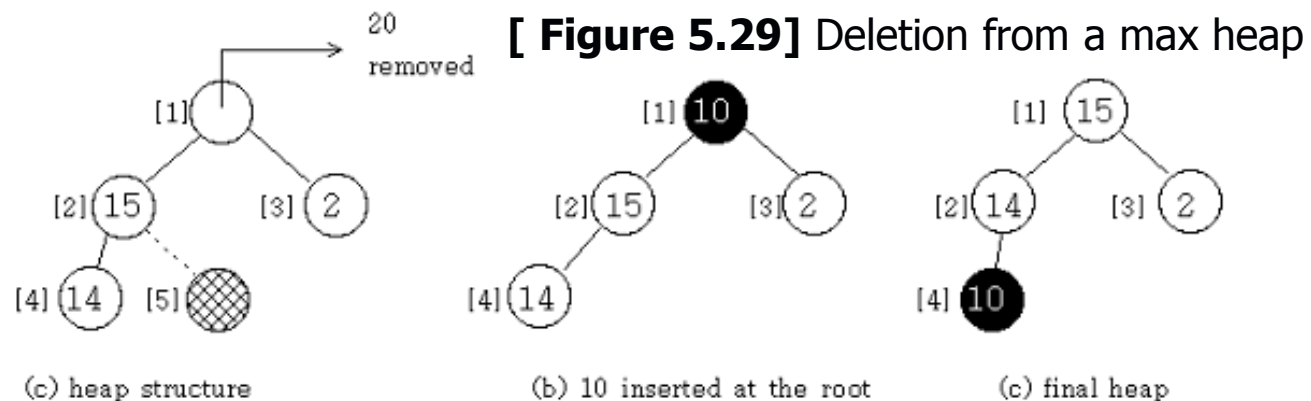 20
removed
[ Figure 5.29] Deletion from a max heap
[1]
[2] 15
[3] 2
[4] 14
[5]
(c) heap structure
[1] 10
[2] 15
[3] 2
[4] 14
(b) 10 inserted at the root
[1] 15
[2] 14
[3] 2
[4] 10
(c) final heap